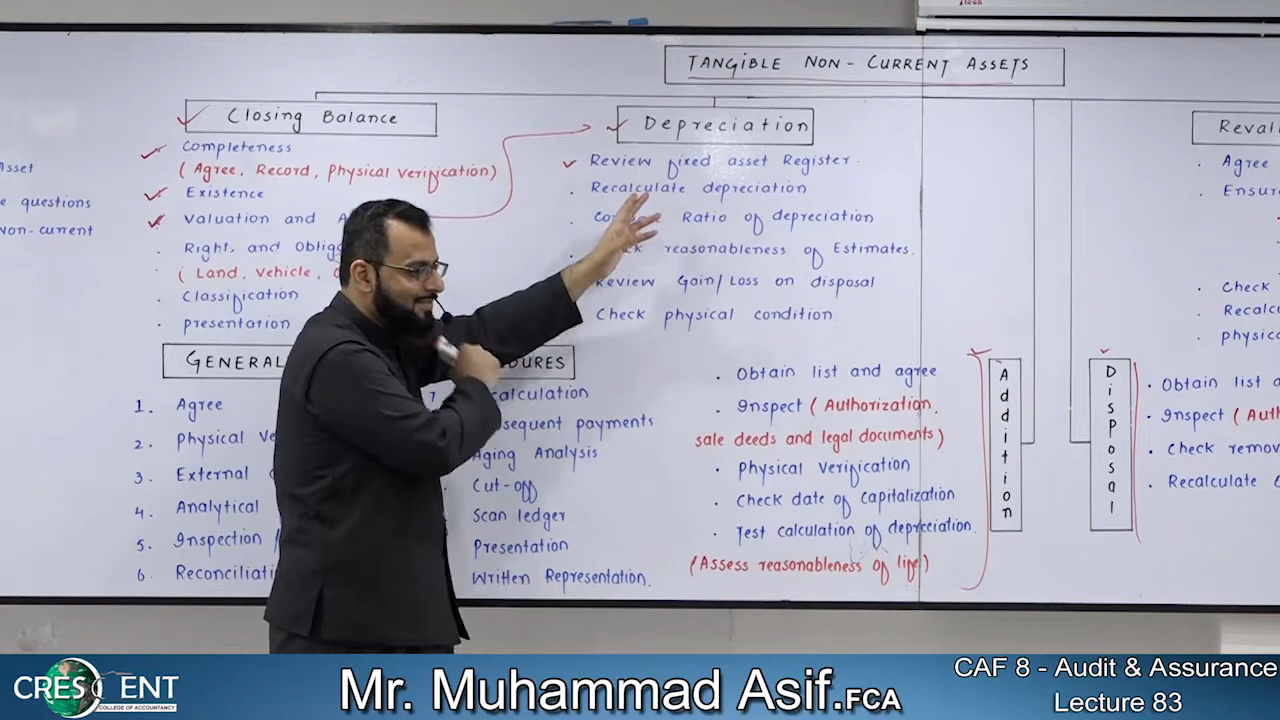 TANGIBLE NON-CURRENT ASSETS
Asset
e questions
Non-current
Closing Balance
Completeness
(Agree, Record, Physical verification)
Existence
Valuation and A
Right, and Oblig
(Land, Vehicle,
Classification
presentation
Depreciation
Review fixed asset Register.
Recalculate depreciation
Ratio of depreciation
reasonableness of Estimates.
Review Gain/Loss on disposal
Check physical condition.
Reval
Agree
Ensur
Check
Recalc
physic
GENERAL
DURES
1. Agree
2. Physical Ve
3. External
4. Analytical
5. Inspection
6. Reconciliati
7 calculation
sequent payments
Aging Analysis
Cut-off
Scan ledger
Presentation
Written Representation.
Obtain list and agree
Inspect (Authorization,
sale deeds and legal documents)
Physical verification
Check date of capitalization
Test calculation of depreciation.
(Assess reasonableness of life)
Addition
Disposal
Obtain list a
Inspect (Aut
Check remov
Recalculate
CRESCENT
COLLEGE OF ACCOUNTANCY
Mr. Muhammad Asif.FCA
CAF 8 - Audit & Assurance
Lecture 83